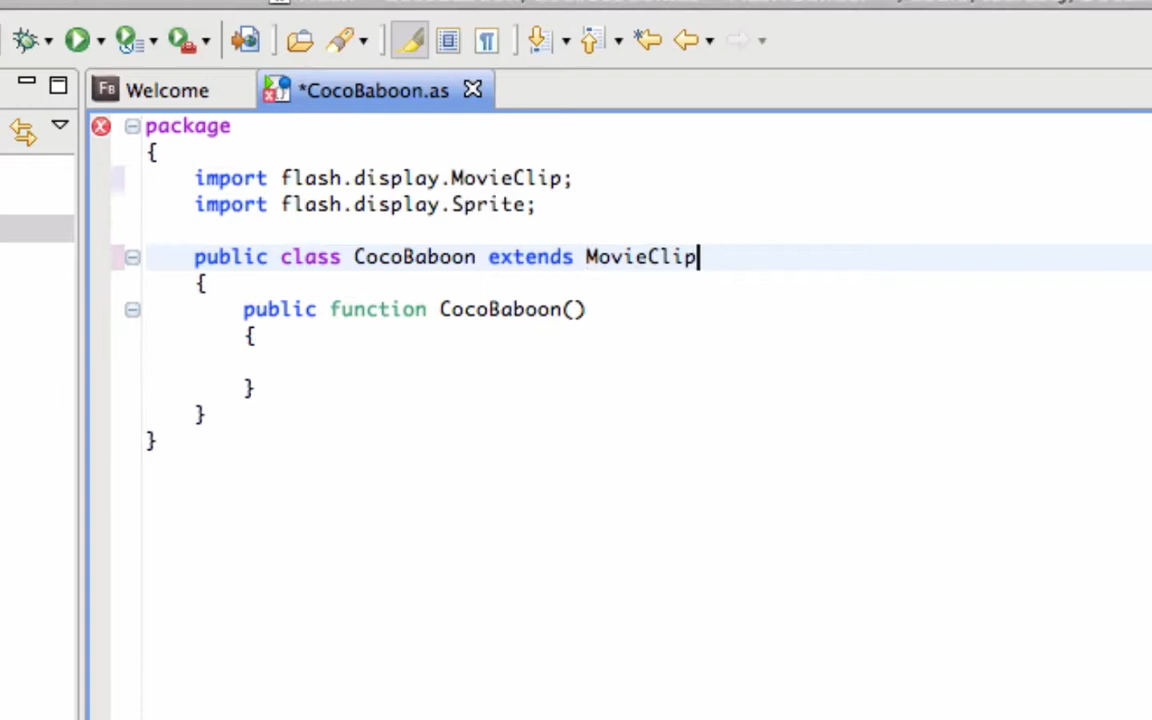 Welcome
*CocoBaboon.as
package
{
import flash.display.MovieClip;
import flash.display.Sprite;
public class CocoBaboon extends MovieClip
{
public function CocoBaboon()
{
}
}
}